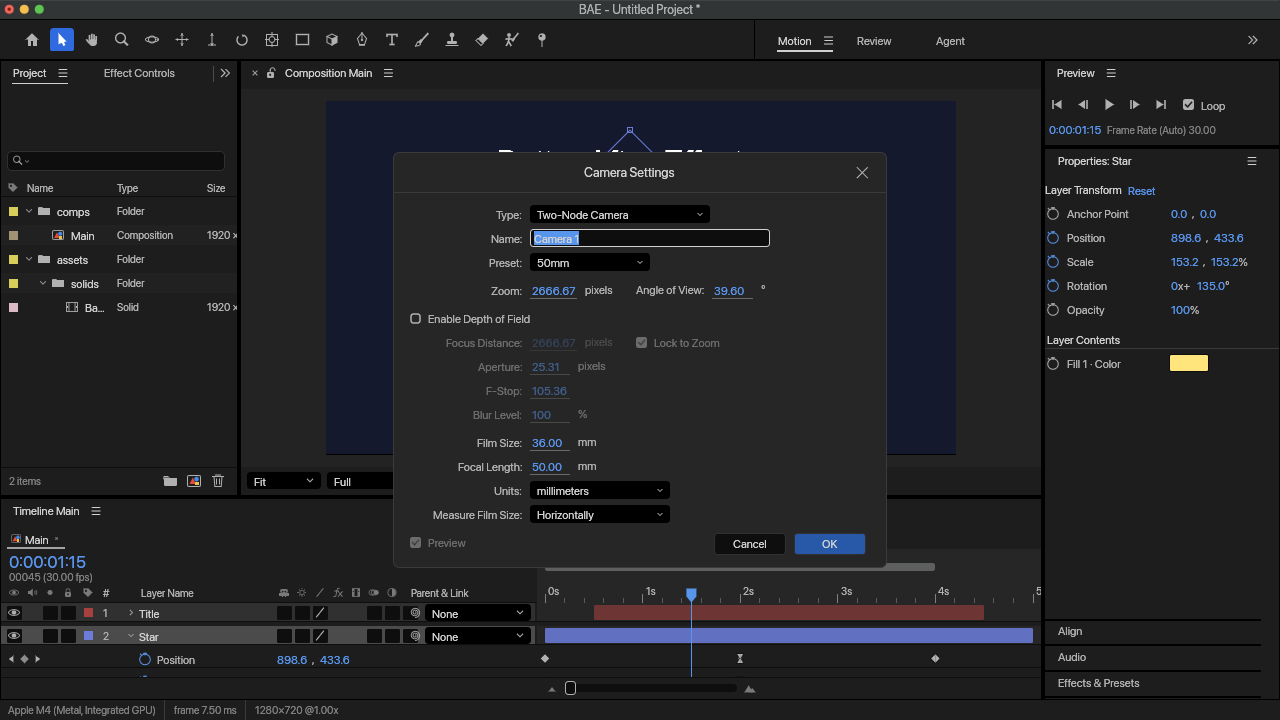 BAE - Untitled Project *
Motion
Review
Agent
Project
Effect Controls
Composition Main
Preview
Loop
0:00:01:15 Frame Rate (Auto) 30.00
Name Type Size
comps Folder
Main Composition 1920 ×
assets Folder
solids Folder
Ba... Solid 1920 ×
2 items
Fit
Full
Properties: Star
Layer Transform Reset
Anchor Point 0.0 , 0.0
Position 898.6 , 433.6
Scale 153.2 , 153.2%
Rotation 0x+ 135.0°
Opacity 100%
Layer Contents
Fill 1 · Color
Align
Audio
Effects & Presets
Camera Settings
Type: Two-Node Camera
Name: Camera 1
Preset: 50mm
Zoom: 2666.67 pixels Angle of View: 39.60 °
Enable Depth of Field
Focus Distance: 2666.67 pixels Lock to Zoom
Aperture: 25.31 pixels
F-Stop: 105.36
Blur Level: 100 %
Film Size: 36.00 mm
Focal Length: 50.00 mm
Units: millimeters
Measure Film Size: Horizontally
Preview
Cancel
OK
Timeline Main
Main
0:00:01:15
00045 (30.00 fps)
# Layer Name fx Parent & Link
0s 1s 2s 3s 4s 5
1 Title None
2 Star None
Position 898.6 , 433.6
Apple M4 (Metal, Integrated GPU) frame 7.50 ms 1280×720 @1.00x